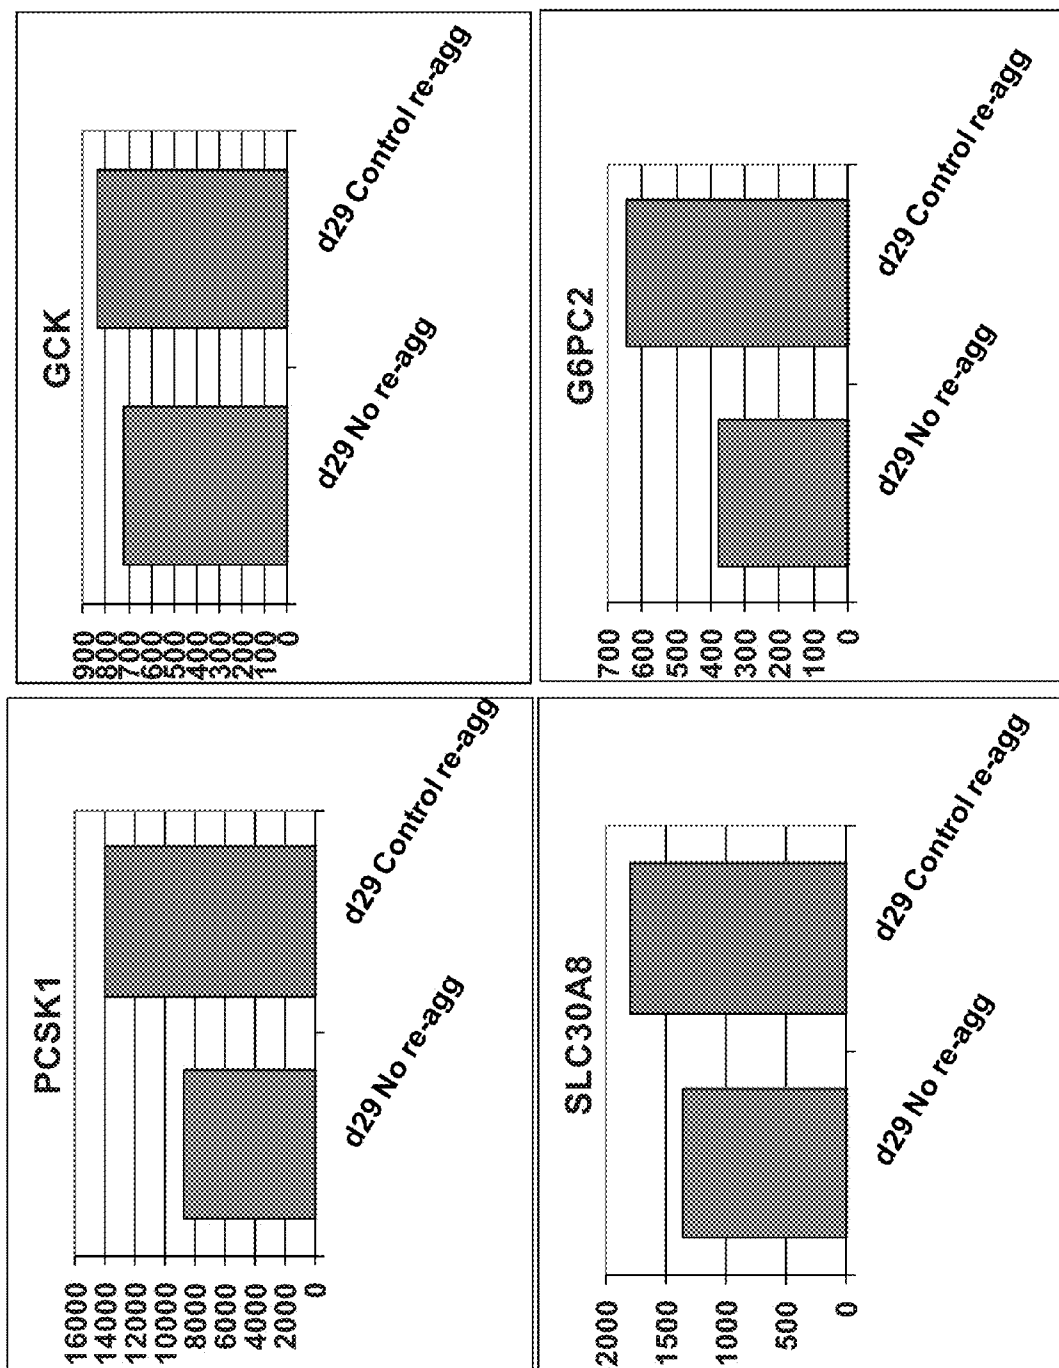 PCSK1
16000
14000
12000
10000
8000
6000
4000
2000
0
d29 No re-agg
d29 Control re-agg
GCK
900
800
700
600
500
400
300
200
100
0
d29 No re-agg
d29 Control re-agg
SLC30A8
2000
1500
1000
500
0
d29 No re-agg
d29 Control re-agg
G6PC2
700
600
500
400
300
200
100
0
d29 No re-agg
d29 Control re-agg